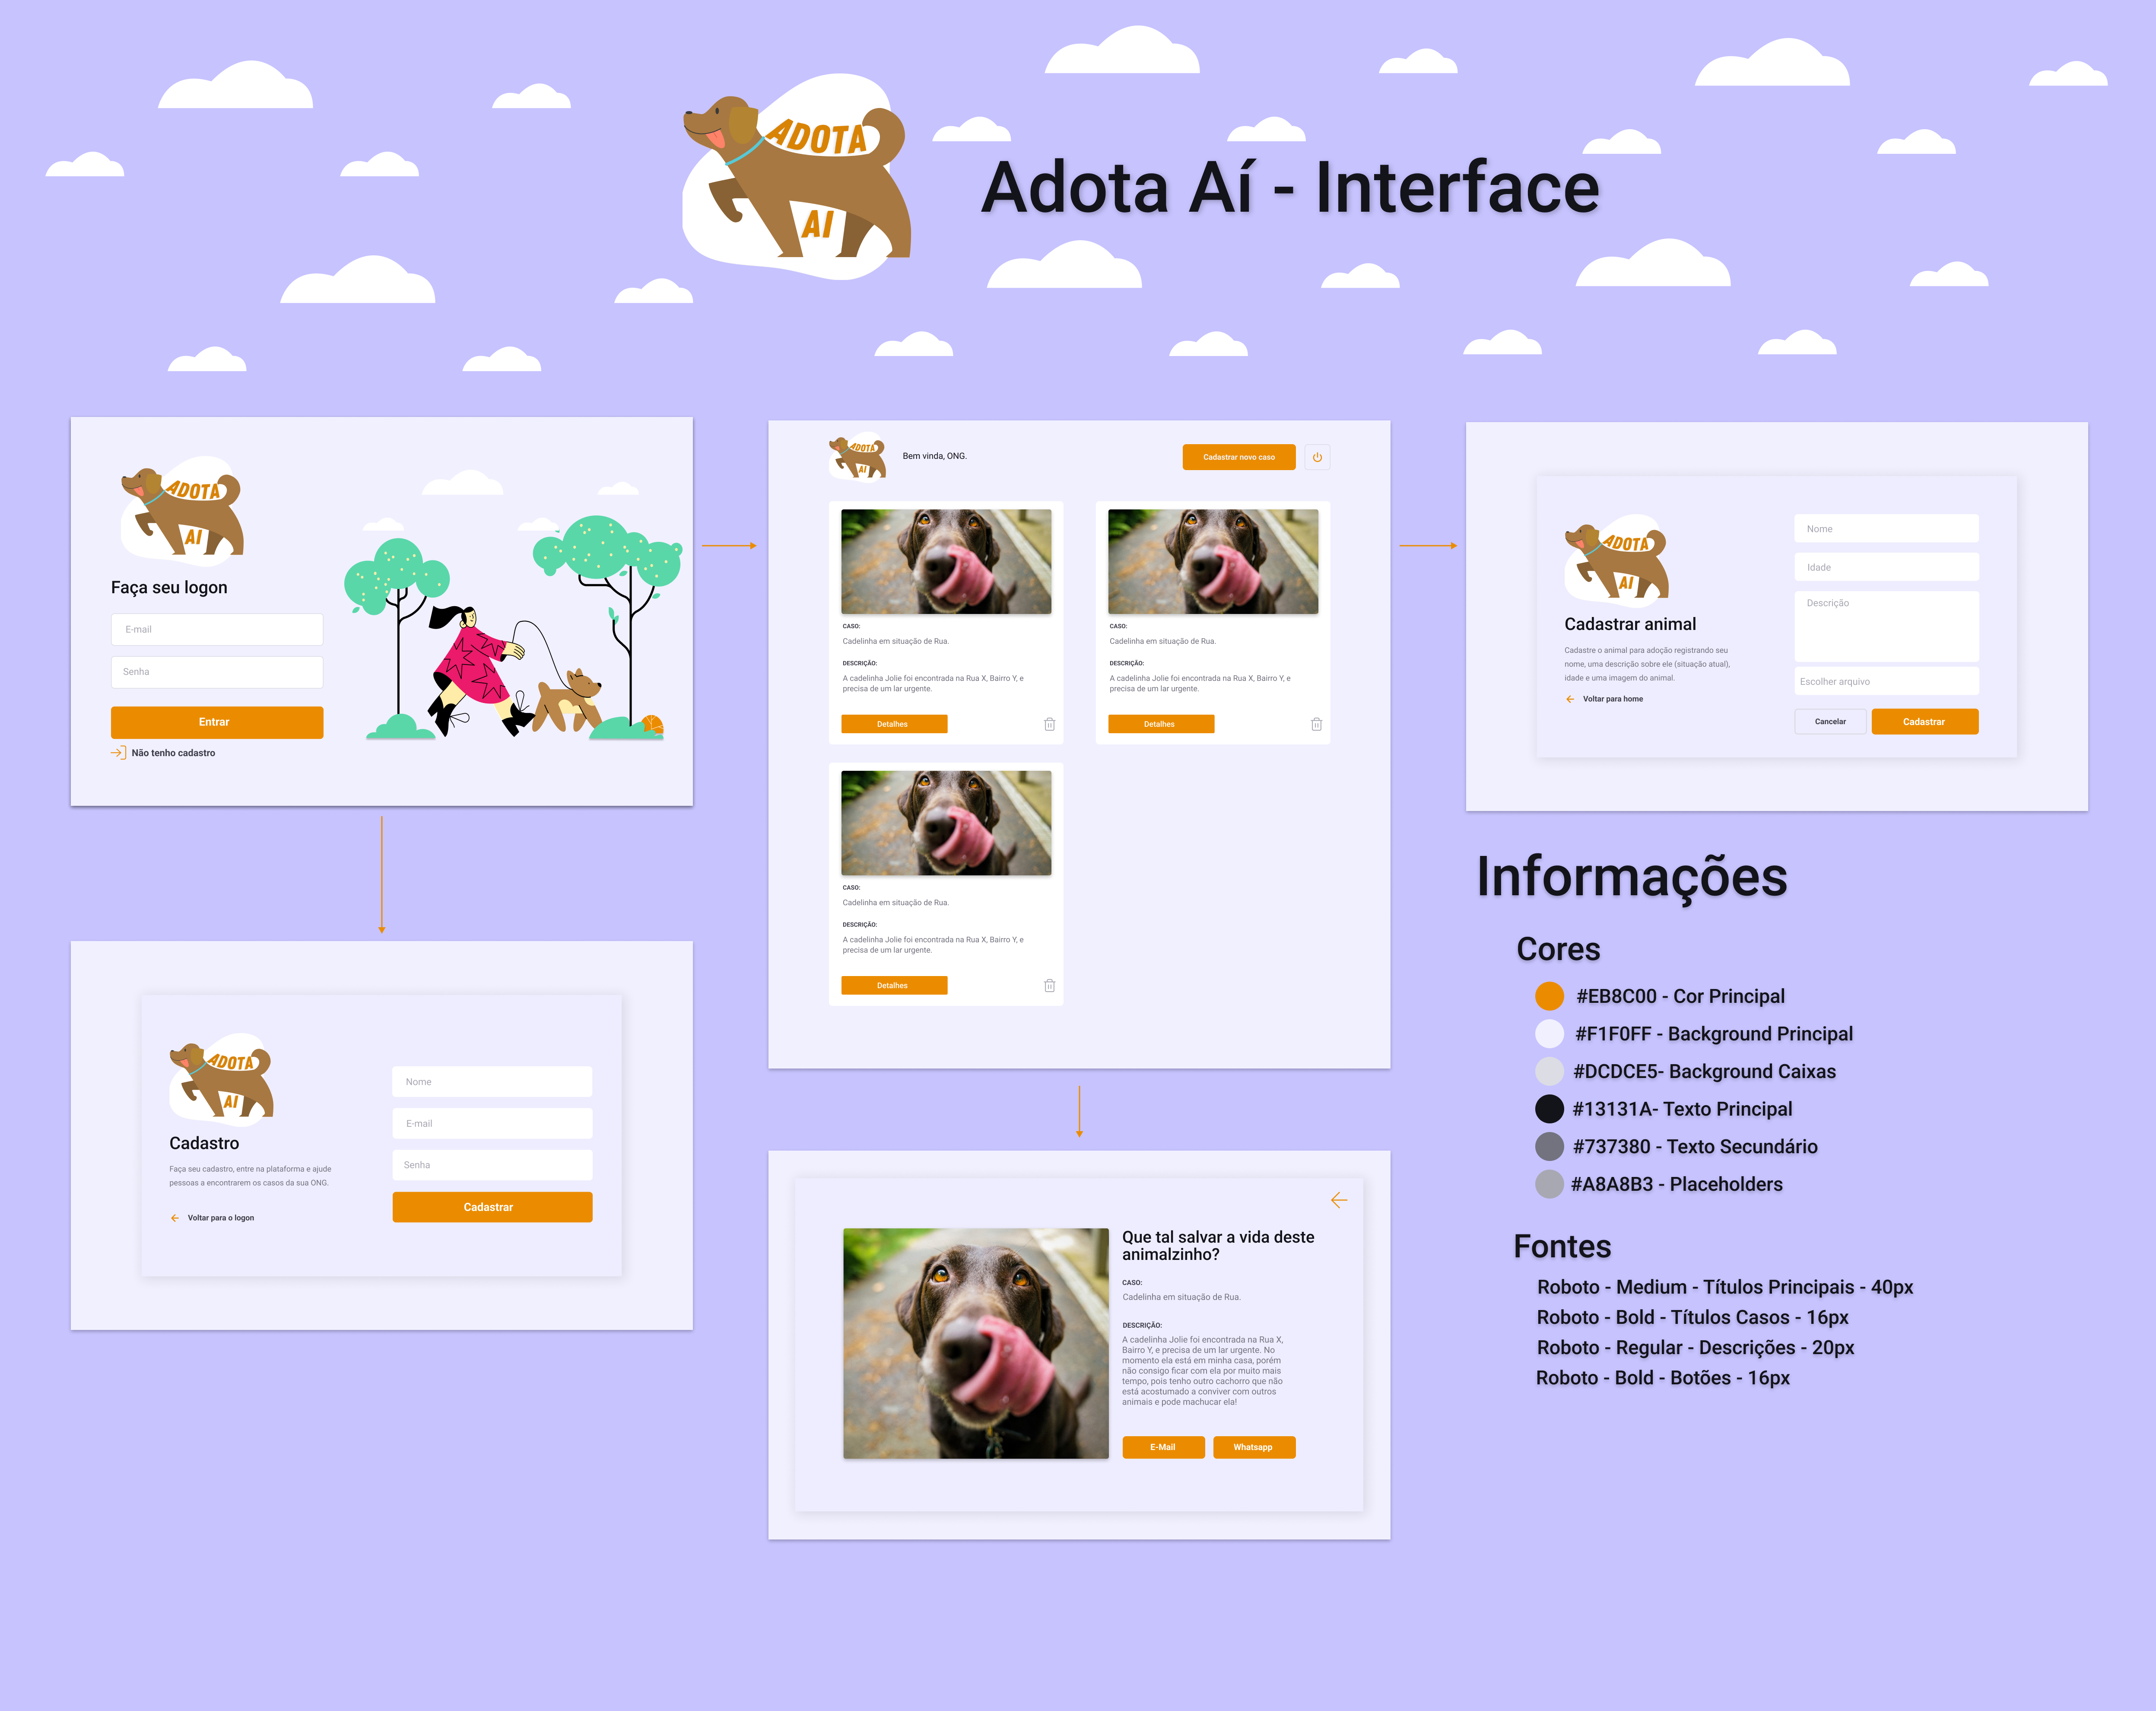 ADOTA
AI
Adota Aí - Interface
ADOTA
AI
Faça seu logon
E-mail
Senha
Entrar
Não tenho cadastro
ADOTA
AI
Bem vinda, ONG.
Cadastrar novo caso
CASO:
Cadelinha em situação de Rua.
DESCRIÇÃO:
A cadelinha Jolie foi encontrada na Rua X, Bairro Y, e
precisa de um lar urgente.
Detalhes
CASO:
Cadelinha em situação de Rua.
DESCRIÇÃO:
A cadelinha Jolie foi encontrada na Rua X, Bairro Y, e
precisa de um lar urgente.
Detalhes
CASO:
Cadelinha em situação de Rua.
DESCRIÇÃO:
A cadelinha Jolie foi encontrada na Rua X, Bairro Y, e
precisa de um lar urgente.
Detalhes
ADOTA
AI
Cadastrar animal
Cadastre o animal para adoção registrando seu
nome, uma descrição sobre ele (situação atual),
idade e uma imagem do animal.
Voltar para home
Nome
Idade
Descrição
Escolher arquivo
Cancelar
Cadastrar
ADOTA
AI
Cadastro
Faça seu cadastro, entre na plataforma e ajude
pessoas a encontrarem os casos da sua ONG.
Voltar para o logon
Nome
E-mail
Senha
Cadastrar
Que tal salvar a vida deste
animalzinho?
CASO:
Cadelinha em situação de Rua.
DESCRIÇÃO:
A cadelinha Jolie foi encontrada na Rua X,
Bairro Y, e precisa de um lar urgente. No
momento ela está em minha casa, porém
não consigo ficar com ela por muito mais
tempo, pois tenho outro cachorro que não
está acostumado a conviver com outros
animais e pode machucar ela!
E-Mail
Whatsapp
Informações
Cores
#EB8C00 - Cor Principal
#F1F0FF - Background Principal
#DCDCE5- Background Caixas
#13131A- Texto Principal
#737380 - Texto Secundário
#A8A8B3 - Placeholders
Fontes
Roboto - Medium - Títulos Principais - 40px
Roboto - Bold - Títulos Casos - 16px
Roboto - Regular - Descrições - 20px
Roboto - Bold - Botões - 16px